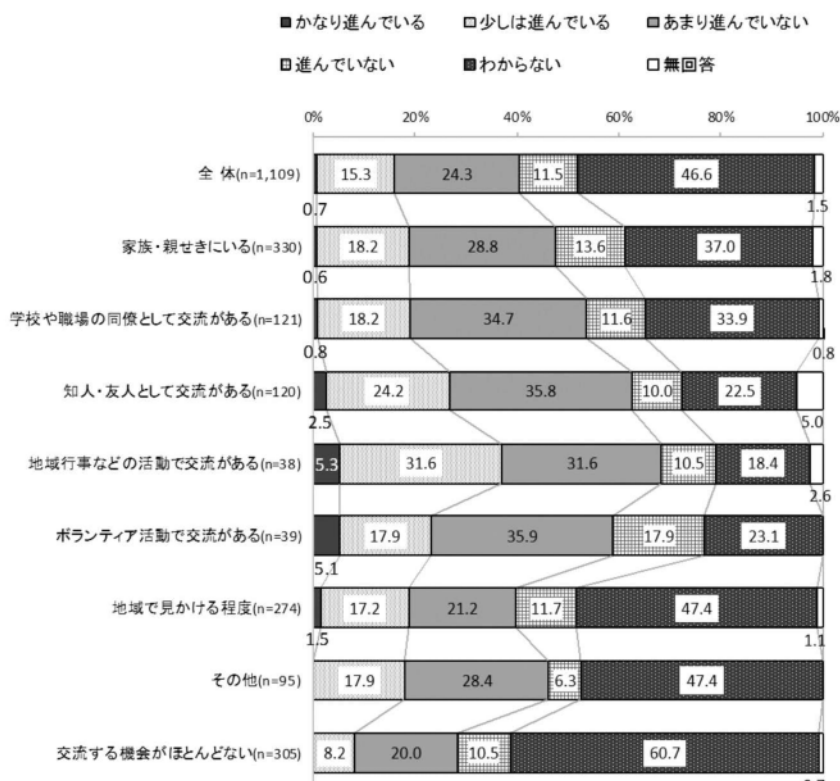 ■かなり進んでいる □少しは進んでいる ■あまり進んでいない
□進んでいない ■わからない □無回答
0% 20% 40% 60% 80% 100%
全 体(n=1,109) 15.3 24.3 11.5 46.6
0.7 1.5
家族・親せきにいる(n=330) 18.2 28.8 13.6 37.0
0.6 1.8
学校や職場の同僚として交流がある(n=121) 18.2 34.7 11.6 33.9
0.8 0.8
知人・友人として交流がある(n=120) 24.2 35.8 10.0 22.5
2.5 5.0
地域行事などの活動で交流がある(n=38) 5.3 31.6 31.6 10.5 18.4
2.6
ボランティア活動で交流がある(n=39) 17.9 35.9 17.9 23.1
5.1
地域で見かける程度(n=274) 17.2 21.2 11.7 47.4
1.5 1.1
その他(n=95) 17.9 28.4 6.3 47.4
交流する機会がほとんどない(n=305) 8.2 20.0 10.5 60.7